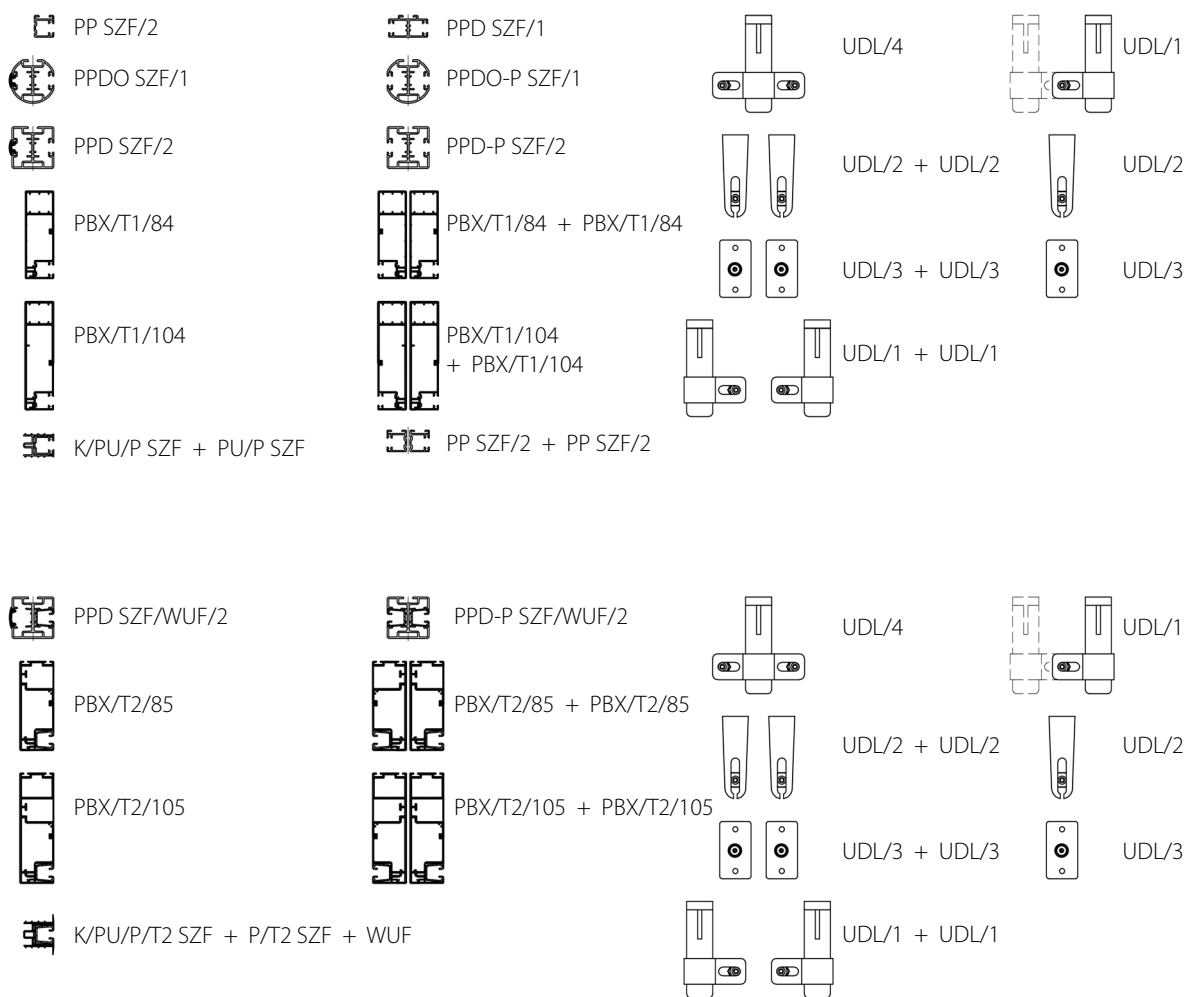 PP SZF/2
PPD SZF/1
UDL/4
UDL/1
PPDO SZF/1
PPDO-P SZF/1
PPD SZF/2
PPD-P SZF/2
UDL/2 + UDL/2
UDL/2
PBX/T1/84
PBX/T1/84 + PBX/T1/84
UDL/3 + UDL/3
UDL/3
PBX/T1/104
PBX/T1/104
+ PBX/T1/104
UDL/1 + UDL/1
K/PU/P SZF + PU/P SZF
PP SZF/2 + PP SZF/2
PPD SZF/WUF/2
PPD-P SZF/WUF/2
UDL/4
UDL/1
PBX/T2/85
PBX/T2/85 + PBX/T2/85
UDL/2 + UDL/2
UDL/2
PBX/T2/105
PBX/T2/105 + PBX/T2/105
UDL/3 + UDL/3
UDL/3
K/PU/P/T2 SZF + P/T2 SZF + WUF
UDL/1 + UDL/1